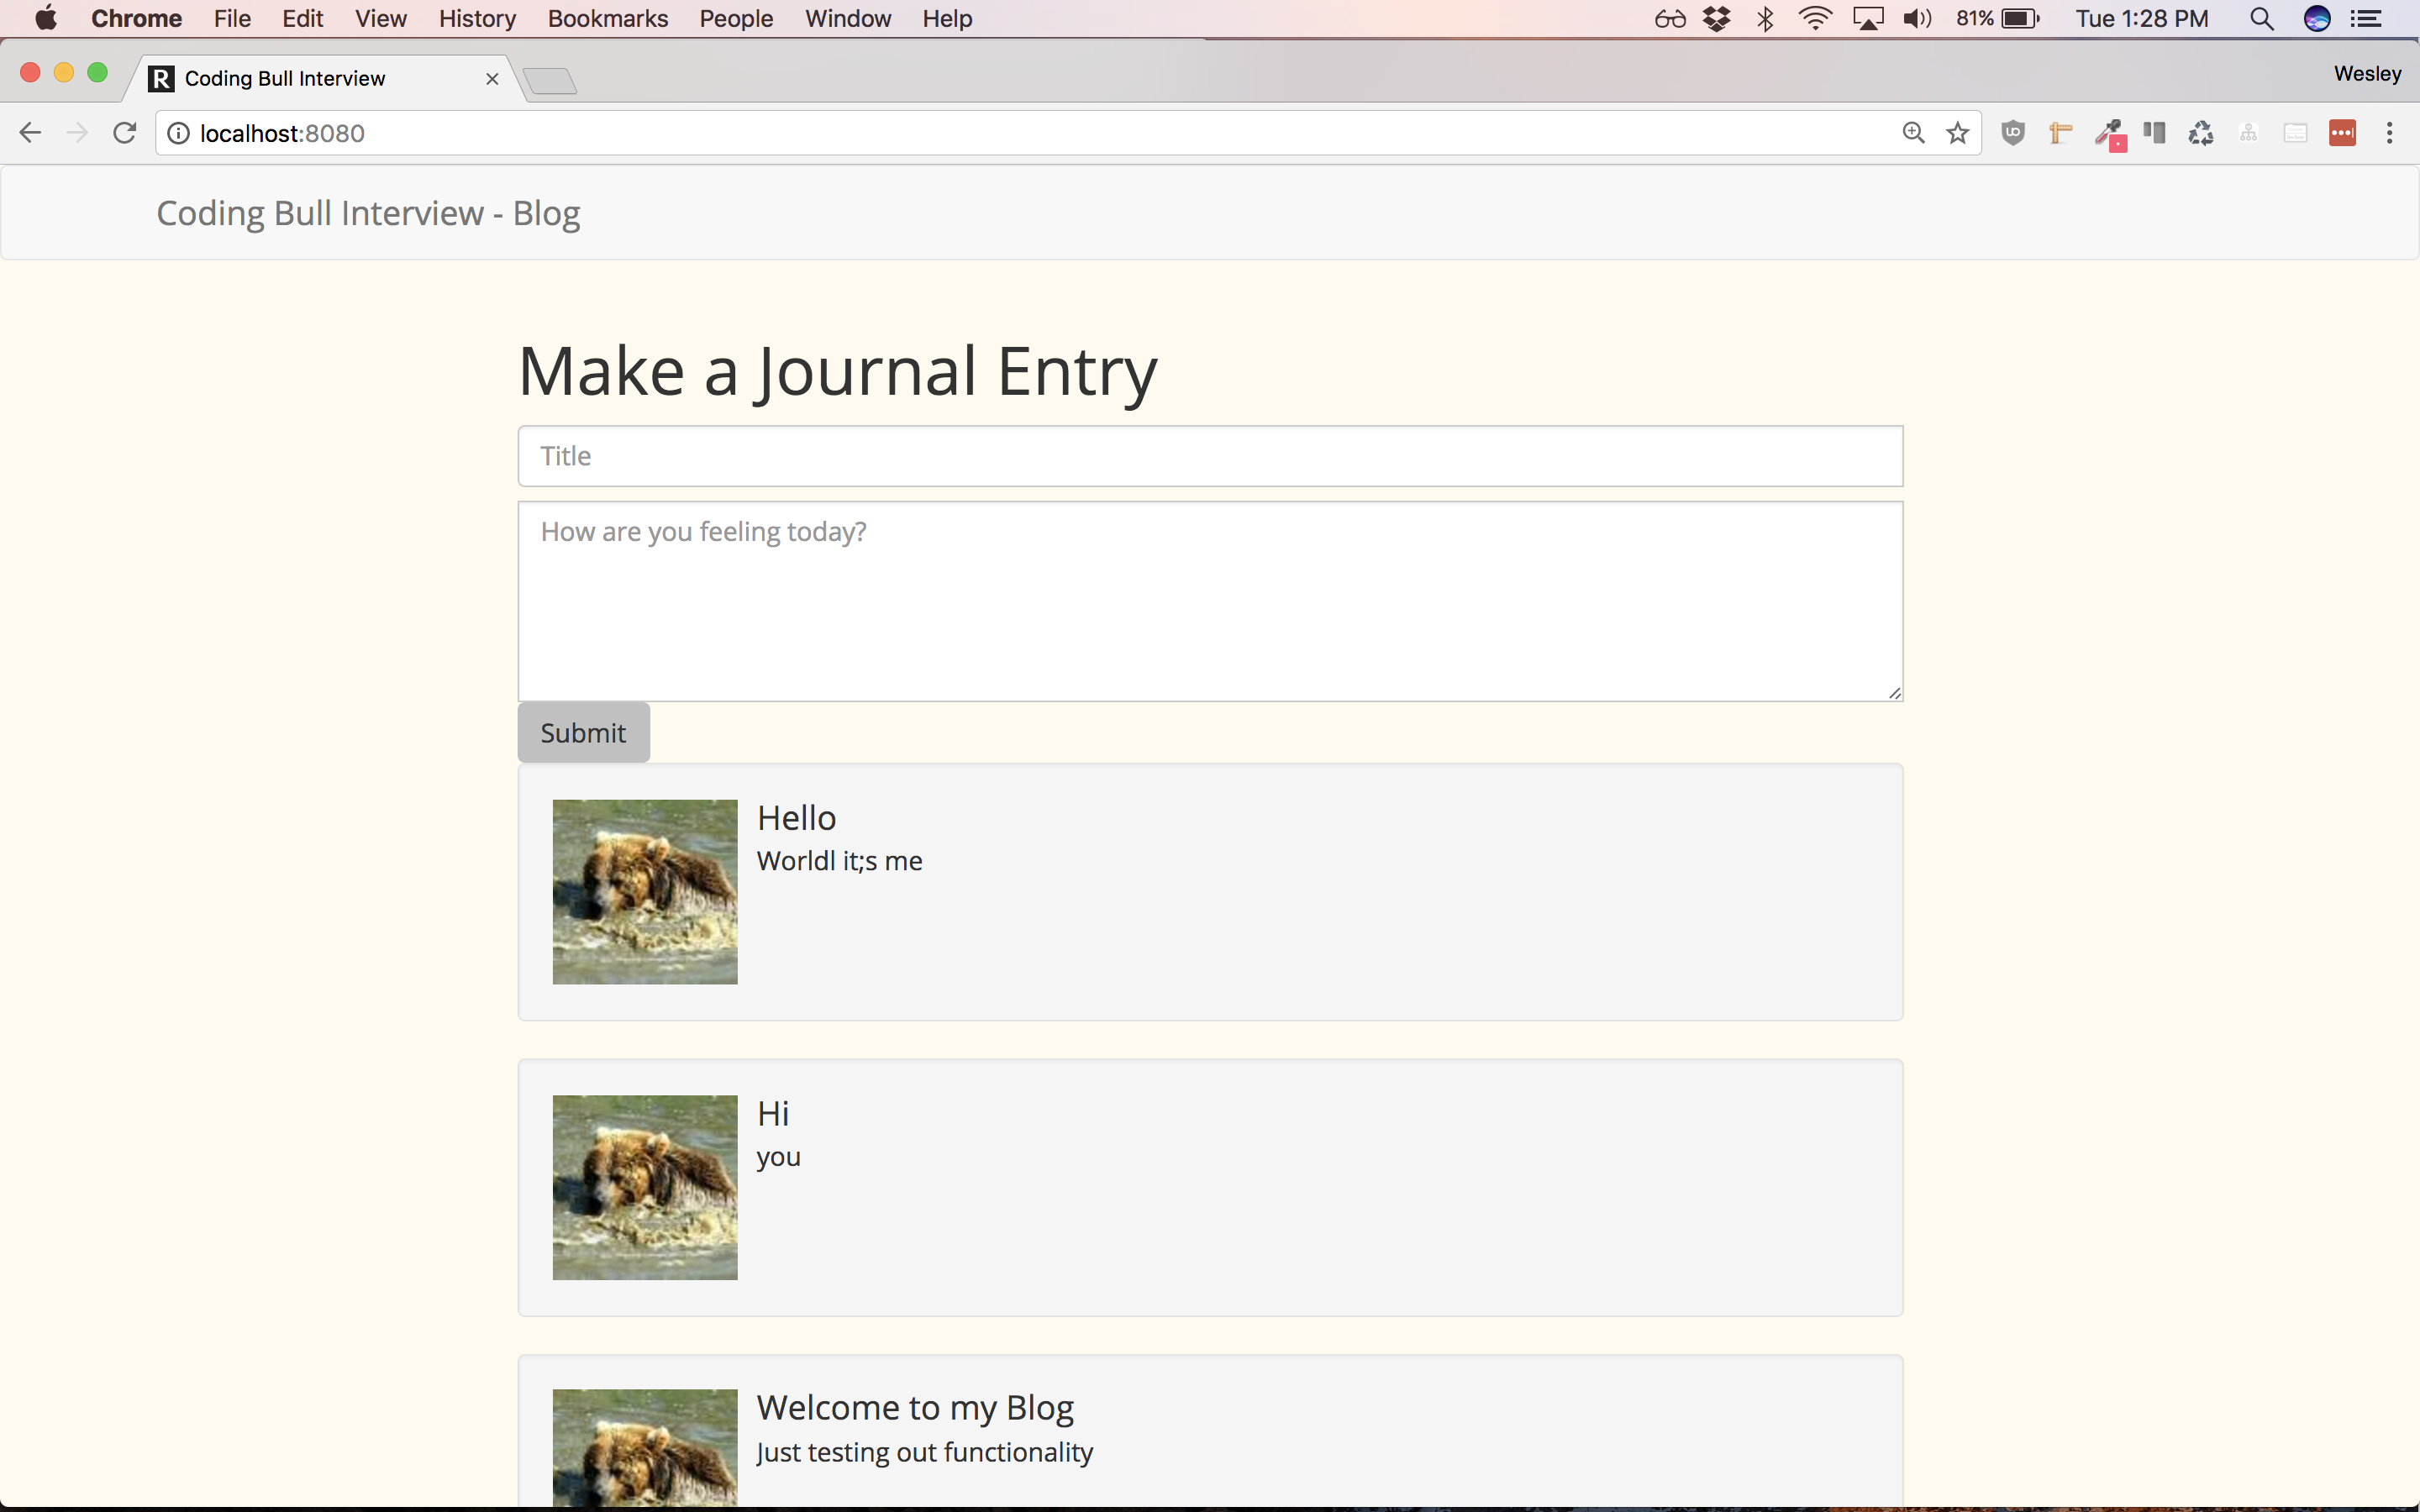 Chrome File Edit View History Bookmarks People Window Help 81% Tue 1:28 PM
R Coding Bull Interview Wesley
localhost:8080
Coding Bull Interview - Blog
Make a Journal Entry
Title
How are you feeling today?
Submit
Hello
Worldl it;s me
Hi
you
Welcome to my Blog
Just testing out functionality